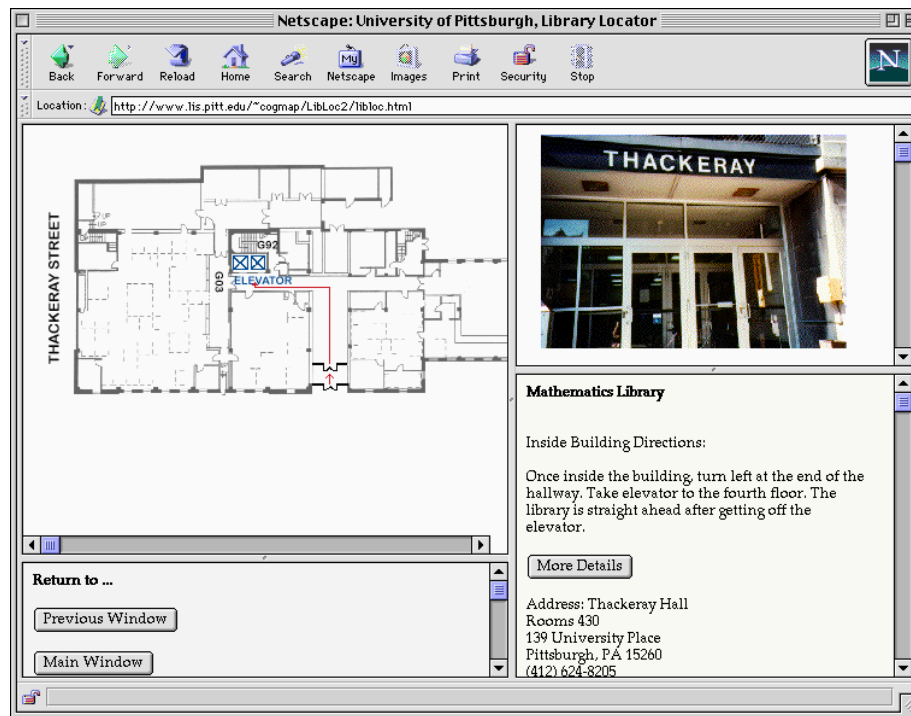 Netscape: University of Pittsburgh, Library Locator
Back Forward Reload Home Search Netscape Images Print Security Stop
My
N
Location: http://www.lis.pitt.edu/~cogmap/LibLoc2/libloc.html
THACKERAY STREET
G92
G03
ELEVATOR
Return to ...
Previous Window
Main Window
THACKERAY
Mathematics Library
Inside Building Directions:
Once inside the building, turn left at the end of the
hallway. Take elevator to the fourth floor. The
library is straight ahead after getting off the
elevator.
More Details
Address: Thackeray Hall
Rooms 430
139 University Place
Pittsburgh, PA 15260
(412) 624-8205